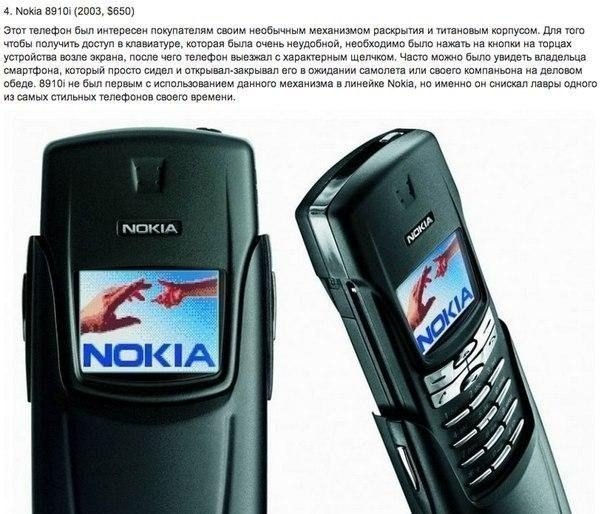 4. Nokia 8910i (2003, $650)
Этот телефон был интересен покупателям своим необычным механизмом раскрытия и титановым корпусом. Для того
чтобы получить доступ в клавиатуре, которая была очень неудобной, необходимо было нажать на кнопки на торцах
устройства возле экрана, после чего телефон выезжал с характерным щелчком. Часто можно было увидеть владельца
смартфона, который просто сидел и открывал-закрывал его в ожидании самолета или своего компаньона на деловом
обеде. 8910i не был первым с использованием данного механизма в линейке Nokia, но именно он снискал лавры одного
из самых стильных телефонов своего времени.
NOKIA
NOKIA
NOKIA
NOKIA